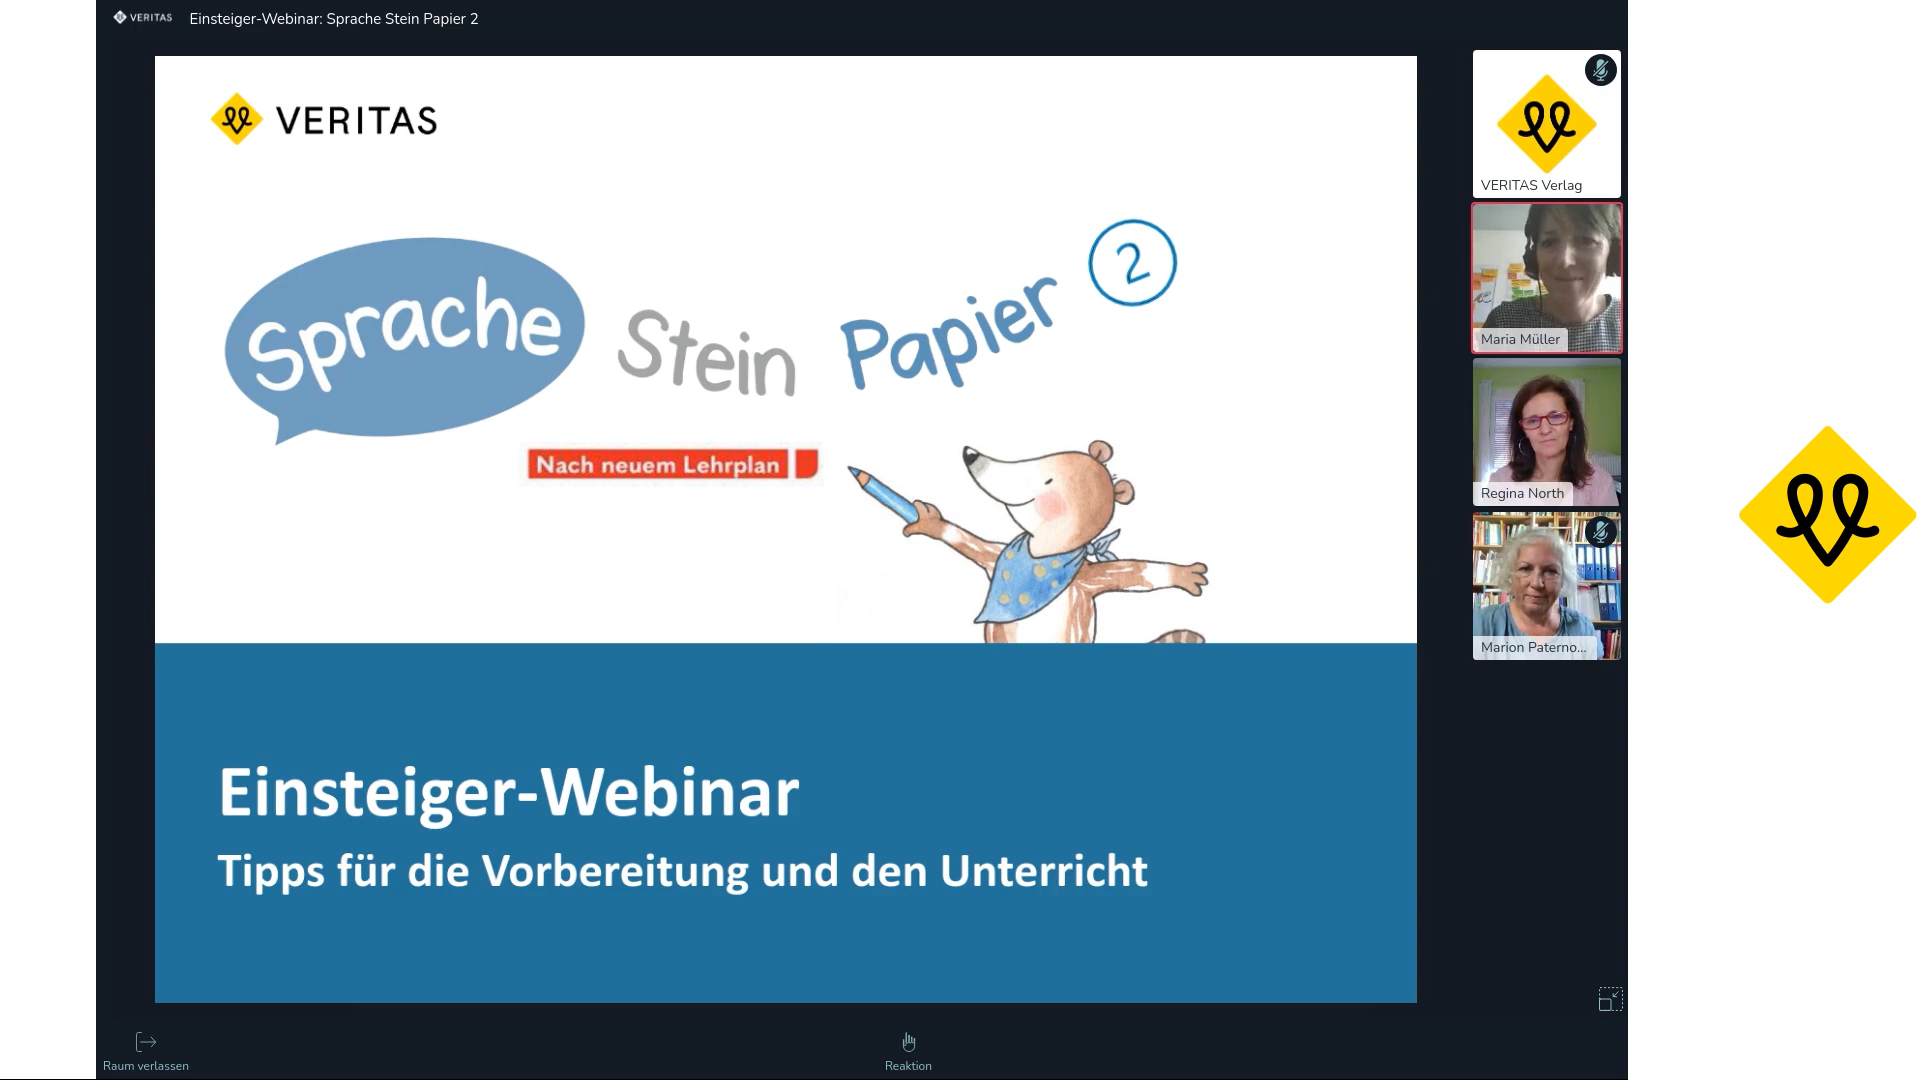 VERITAS
Einsteiger-Webinar: Sprache Stein Papier 2
VERITAS
Sprache Stein Papier 2
Nach neuem Lehrplan
Einsteiger-Webinar
Tipps für die Vorbereitung und den Unterricht
VERITAS Verlag
Maria Müller
Regina North
Marion Paterno...
Raum verlassen
Reaktion